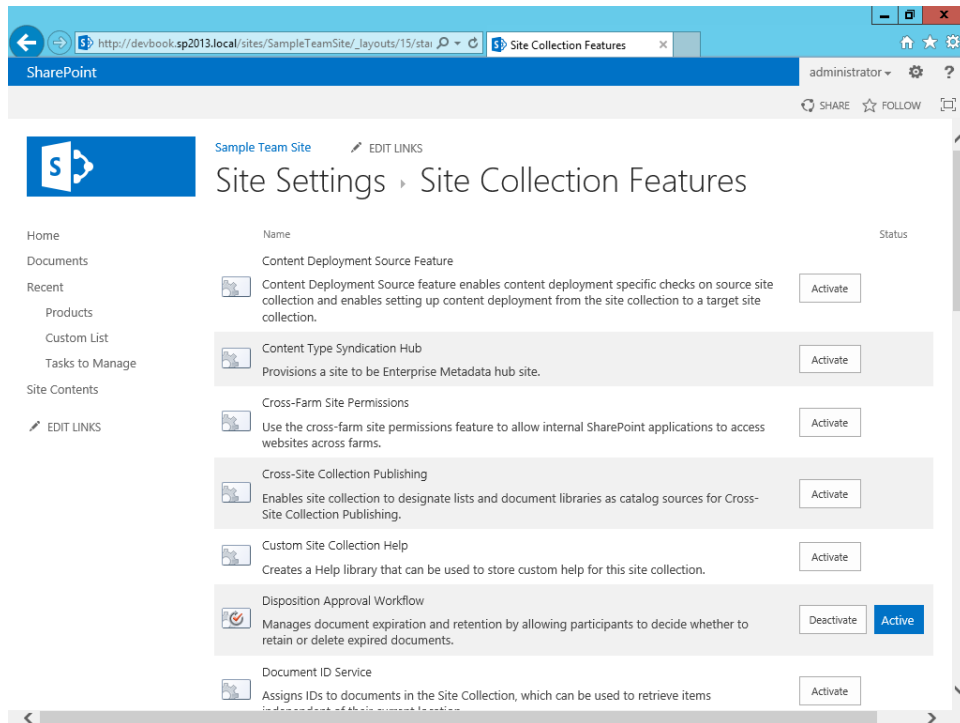 http://devbook.sp2013.local/sites/SampleTeamSite/_layouts/15/sta
Site Collection Features
SharePoint
administrator
?
SHARE
FOLLOW
S
Sample Team Site
EDIT LINKS
Site Settings › Site Collection Features
Home
Documents
Recent
Products
Custom List
Tasks to Manage
Site Contents
EDIT LINKS
Name
Status
Content Deployment Source Feature
Content Deployment Source feature enables content deployment specific checks on source site
collection and enables setting up content deployment from the site collection to a target site
collection.
Activate
Content Type Syndication Hub
Provisions a site to be Enterprise Metadata hub site.
Activate
Cross-Farm Site Permissions
Use the cross-farm site permissions feature to allow internal SharePoint applications to access
websites across farms.
Activate
Cross-Site Collection Publishing
Enables site collection to designate lists and document libraries as catalog sources for Cross-
Site Collection Publishing.
Activate
Custom Site Collection Help
Creates a Help library that can be used to store custom help for this site collection.
Activate
Disposition Approval Workflow
Manages document expiration and retention by allowing participants to decide whether to
retain or delete expired documents.
Deactivate
Active
Document ID Service
Assigns IDs to documents in the Site Collection, which can be used to retrieve items
Activate